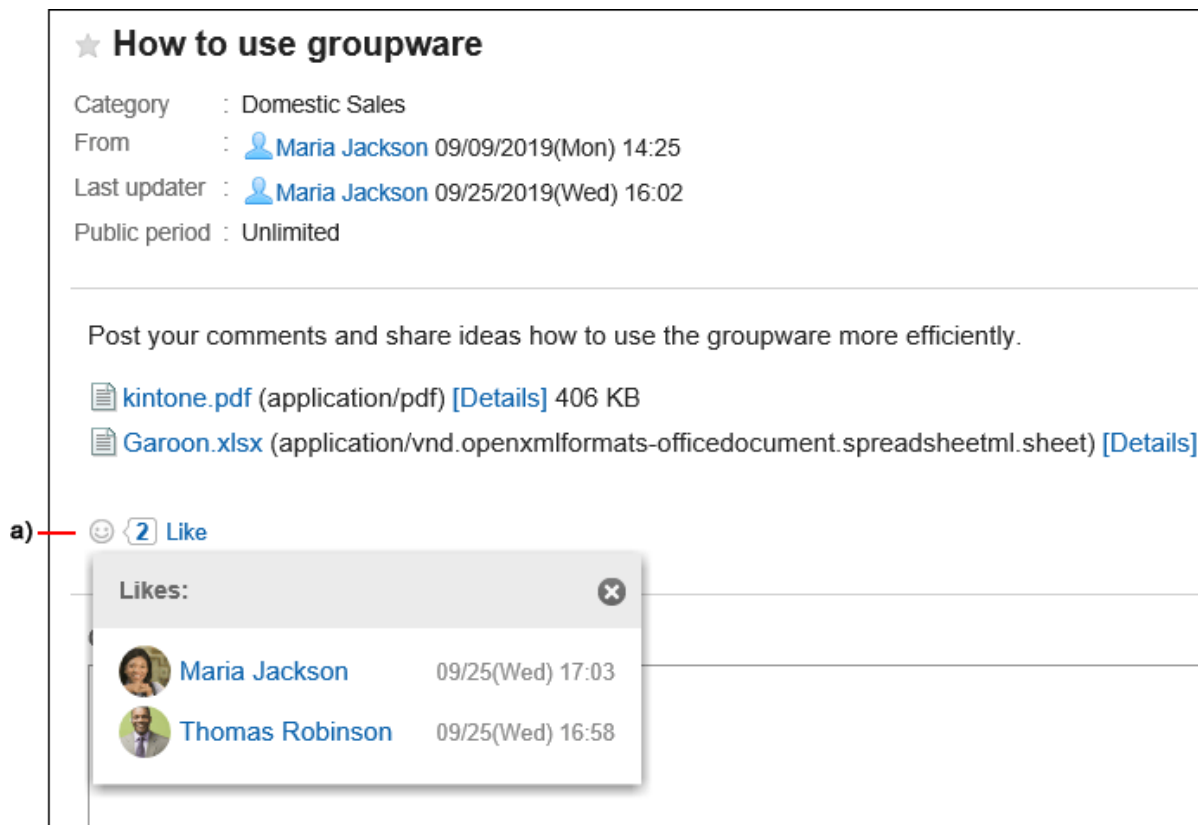 How to use groupware
Category : Domestic Sales
From : Maria Jackson 09/09/2019(Mon) 14:25
Last updater : Maria Jackson 09/25/2019(Wed) 16:02
Public period : Unlimited
Post your comments and share ideas how to use the groupware more efficiently.
kintone.pdf (application/pdf) [Details] 406 KB
Garoon.xlsx (application/vnd.openxmlformats-officedocument.spreadsheetml.sheet) [Details]
a) 2 Like
Likes:
Maria Jackson 09/25(Wed) 17:03
Thomas Robinson 09/25(Wed) 16:58